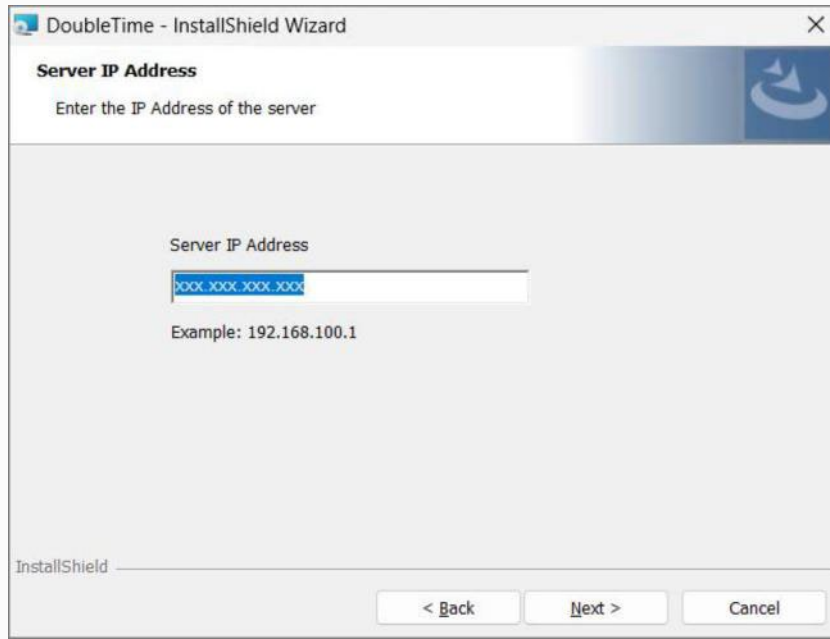 DoubleTime - InstallShield Wizard
Server IP Address
Enter the IP Address of the server
Server IP Address
xxx.xxx.xxx.xxx
Example: 192.168.100.1
InstallShield
< Back
Next >
Cancel